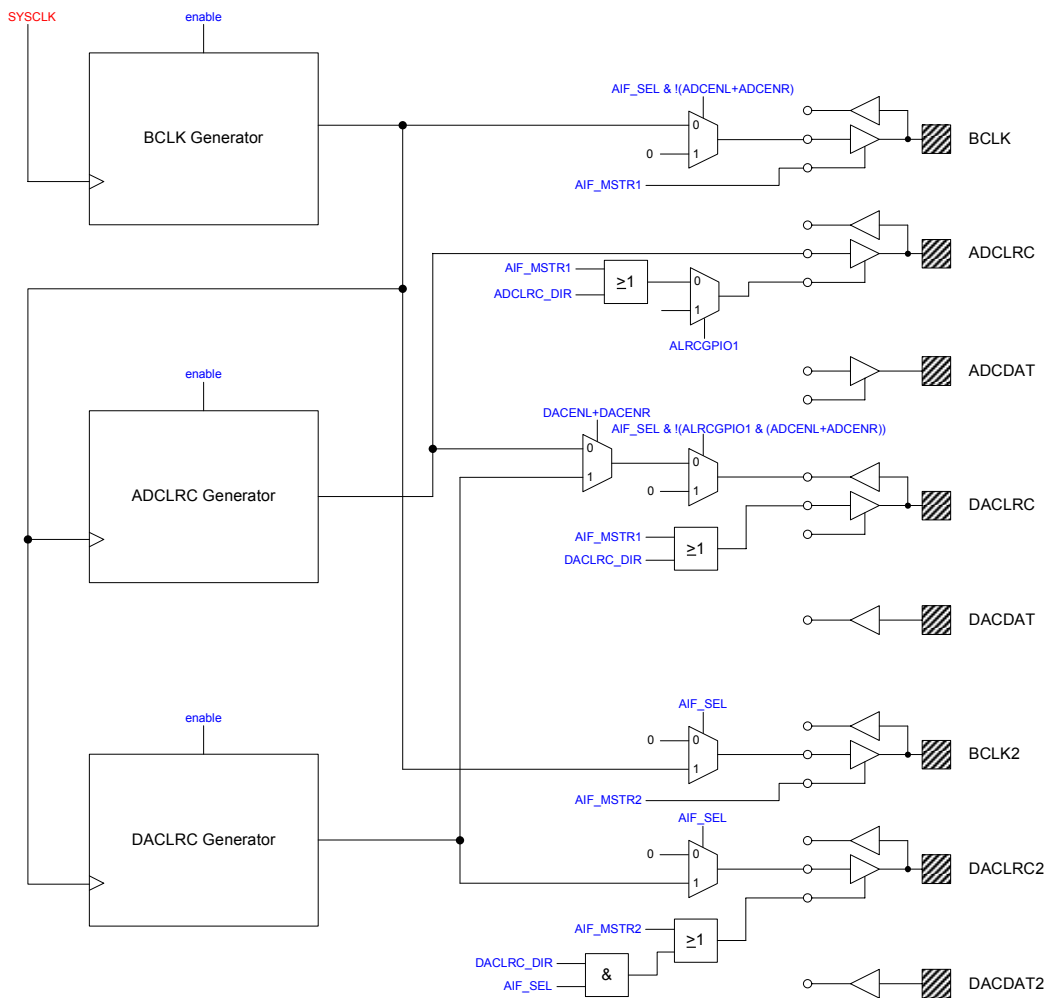 SYSCLK
enable
BCLK Generator
AIF_SEL & !(ADCENL+ADCENR)
0
0
1
AIF_MSTR1
BCLK
AIF_MSTR1
ADCLRC_DIR
≥1
0
1
ALRCGPIO1
ADCLRC
ADCDAT
enable
ADCLRC Generator
DACENL+DACENR
0
1
AIF_SEL & !(ALRCGPIO1 & (ADCENL+ADCENR))
0
0
1
AIF_MSTR1
DACLRC_DIR
≥1
DACLRC
DACDAT
enable
DACLRC Generator
AIF_SEL
0
0
1
AIF_MSTR2
BCLK2
AIF_SEL
0
0
1
AIF_MSTR2
≥1
DACLRC_DIR
AIF_SEL
&
DACLRC2
DACDAT2